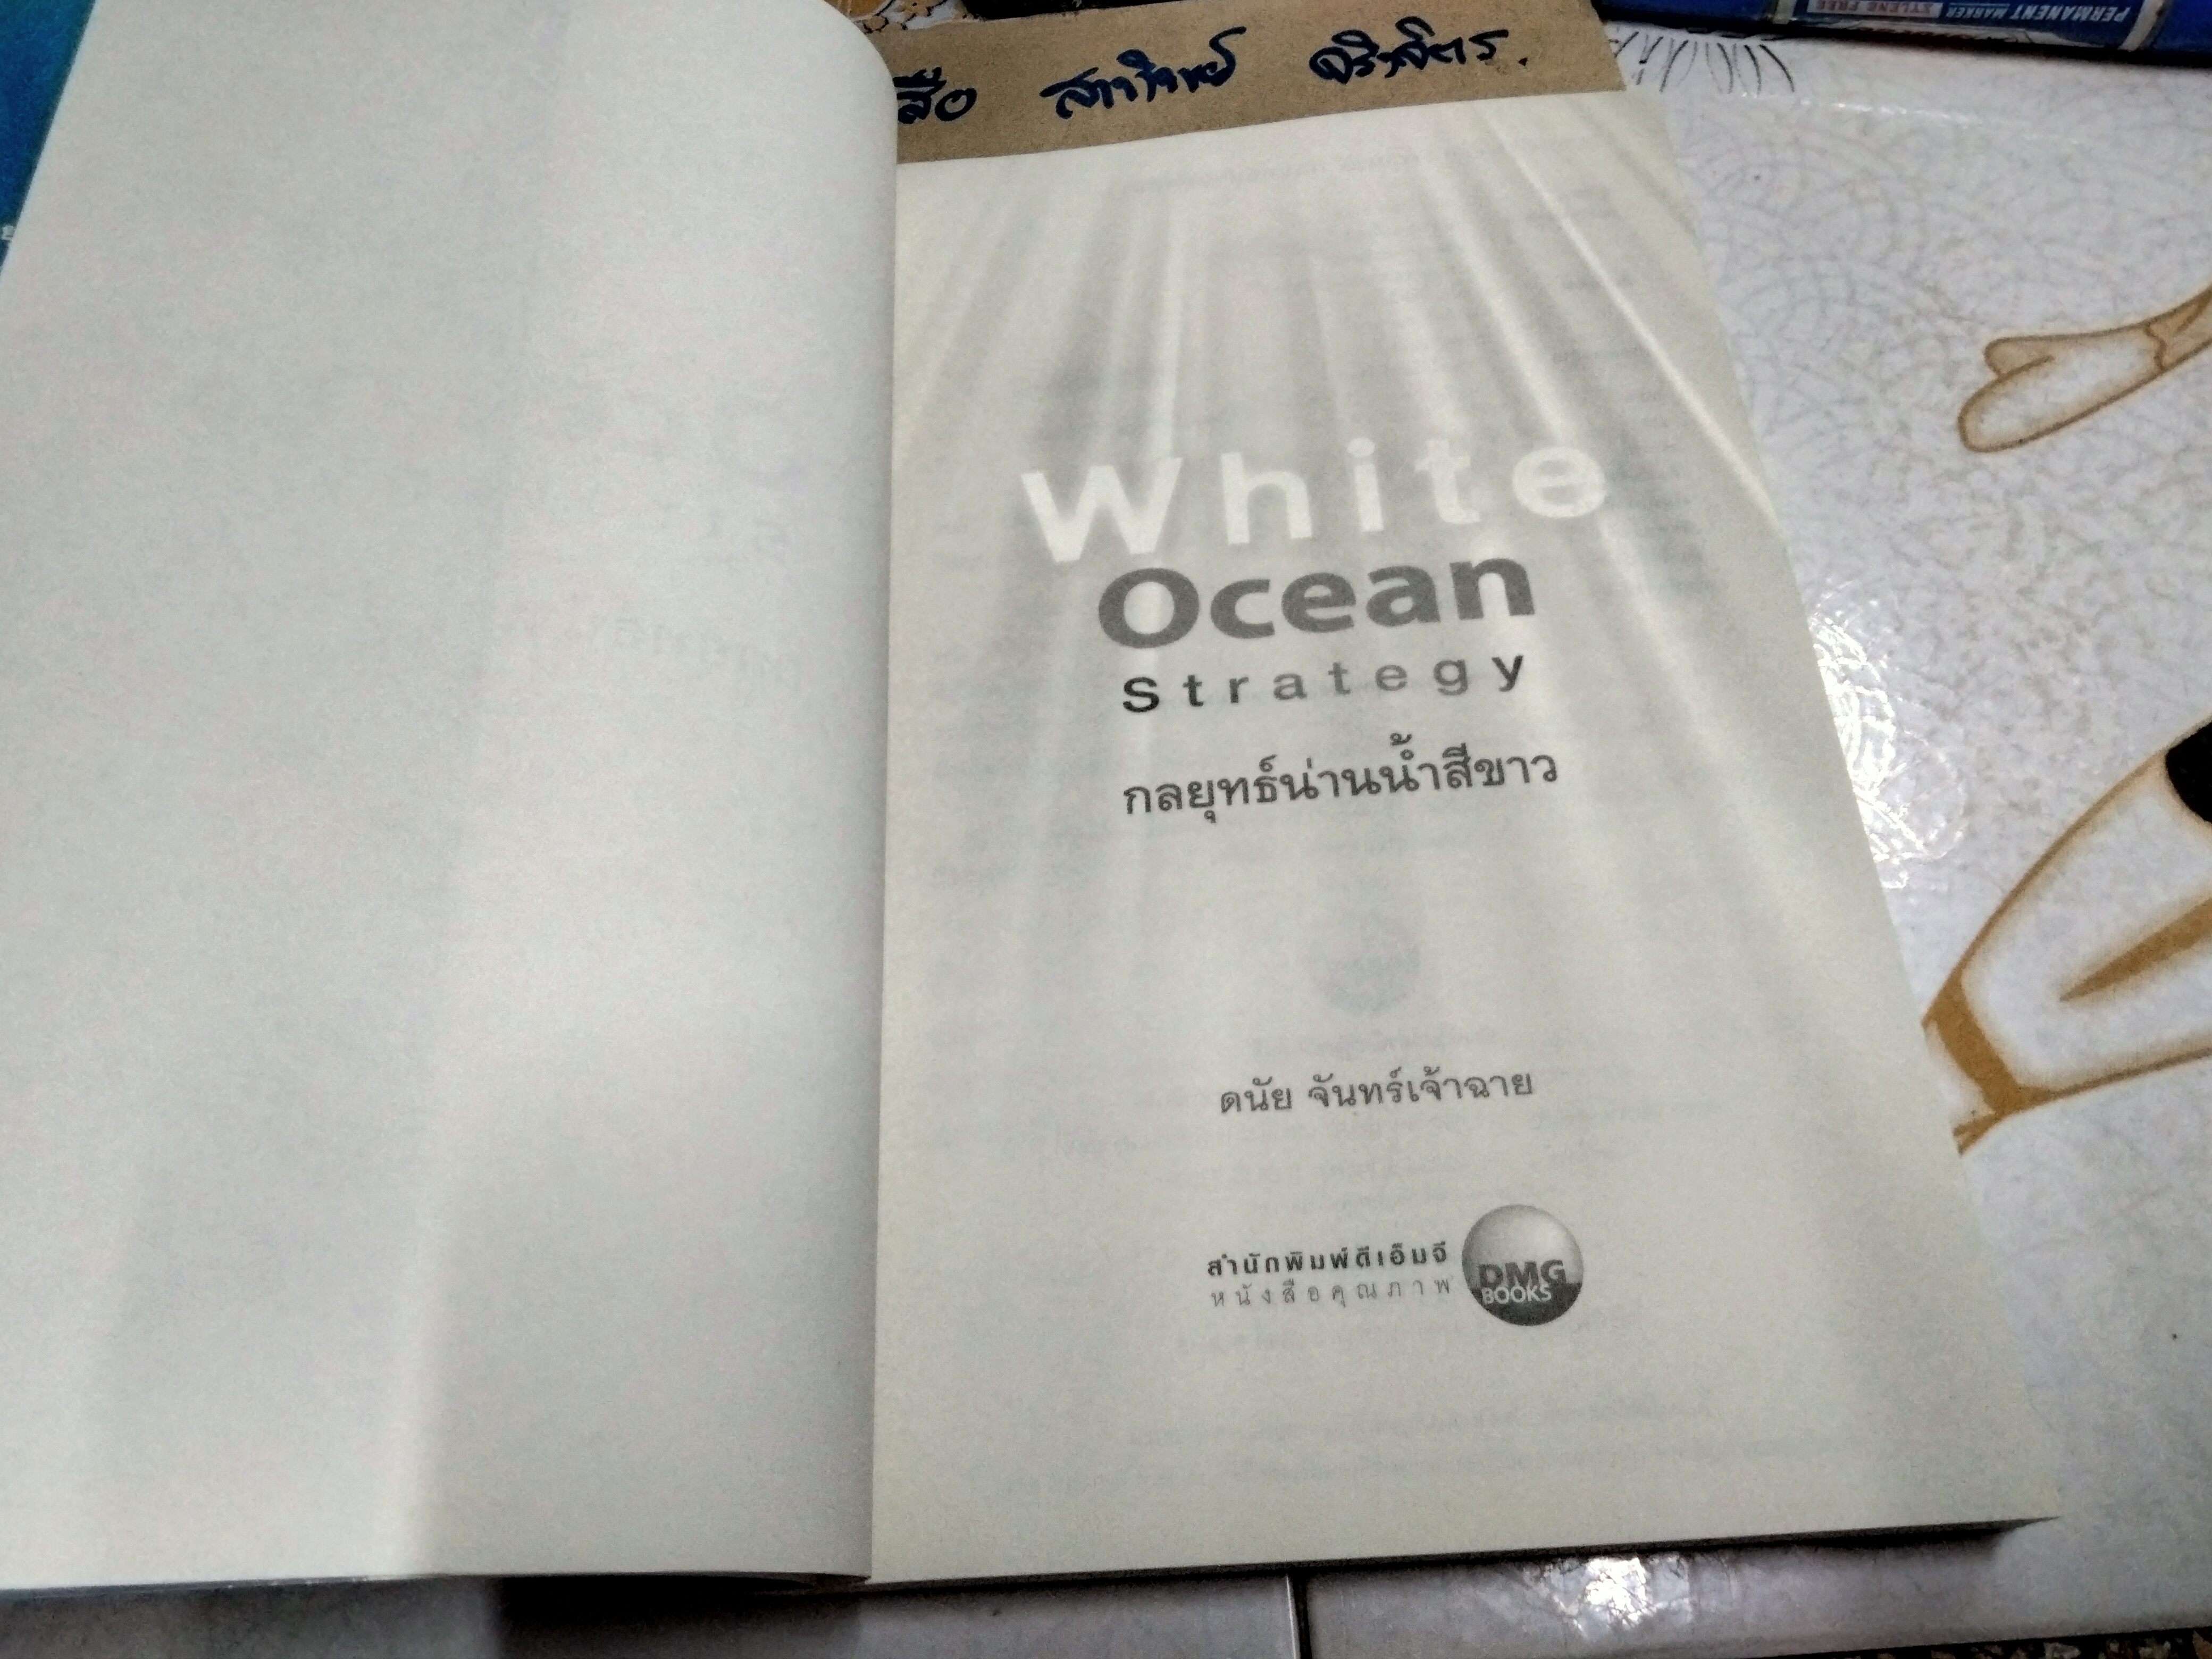 PERMANENT MARKER
XYLENE FREE
White
Ocean
Strategy
กลยุทธ์น่านน้ำสีขาว
ดนัย จันทร์เจ้าฉาย
สำนักพิมพ์ดีเอ็มจี
หนังสือคุณภาพ
DMG
BOOKS